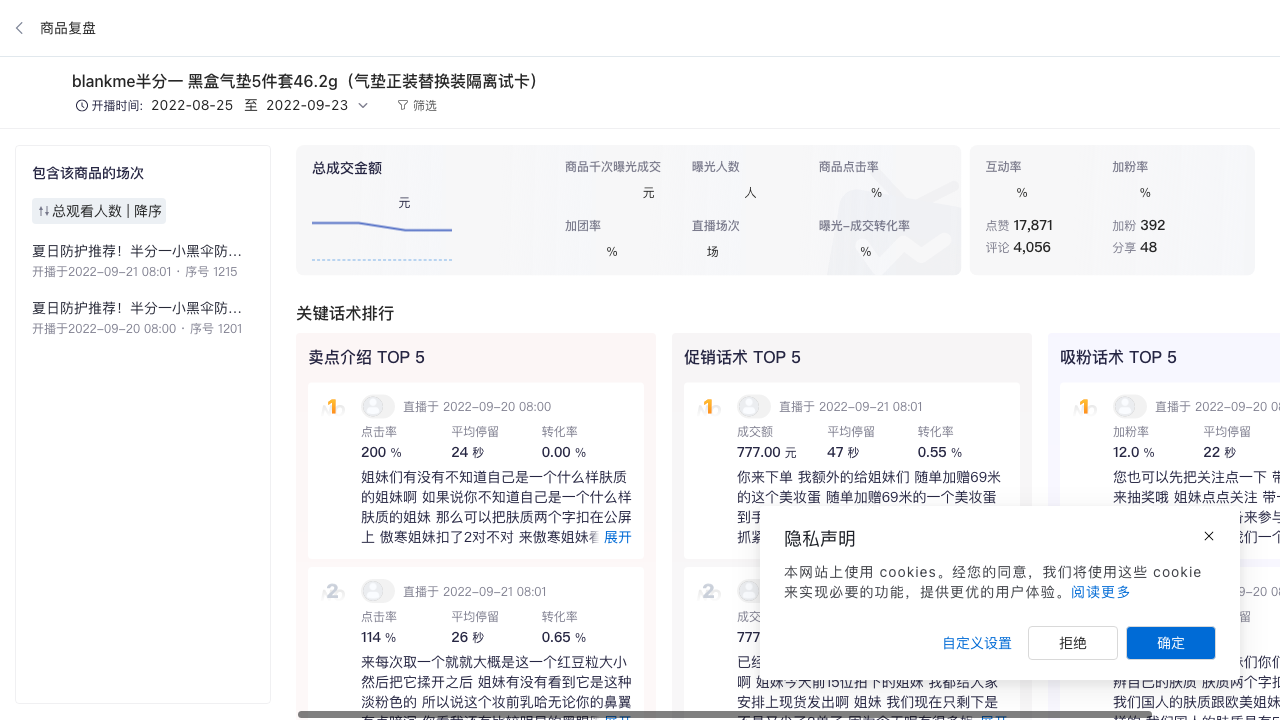 商品复盘
blankme半分一 黑盒气垫5件套46.2g（气垫正装替换装隔离试卡）
开播时间: 2022-08-25 至 2022-09-23 筛选
包含该商品的场次
总观看人数 | 降序
夏日防护推荐！半分一小黑伞防...
开播于2022-09-21 08:01 · 序号 1215
夏日防护推荐！半分一小黑伞防...
开播于2022-09-20 08:00 · 序号 1201
总成交金额
元
商品千次曝光成交 曝光人数 商品点击率
元 人 %
加团率 直播场次 曝光-成交转化率
% 场 %
互动率 加粉率
% %
点赞 17,871 加粉 392
评论 4,056 分享 48
关键话术排行
卖点介绍 TOP 5
1 直播于 2022-09-20 08:00
点击率 平均停留 转化率
200 % 24 秒 0.00 %
姐妹们有没有不知道自己是一个什么样肤质
的姐妹啊 如果说你不知道自己是一个什么样
肤质的姐妹 那么可以把肤质两个字扣在公屏
上 傲寒姐妹扣了2对不对 来傲寒姐妹 展开
2 直播于 2022-09-21 08:01
点击率 平均停留 转化率
114 % 26 秒 0.65 %
来每次取一个就就大概是这一个红豆粒大小
然后把它揉开之后 姐妹有没有看到它是这种
淡粉色的 所以说这个妆前乳哈无论你的鼻翼
促销话术 TOP 5
1 直播于 2022-09-21 08:01
成交额 平均停留 转化率
777.00 元 47 秒 0.55 %
你来下单 我额外的给姐妹们 随单加赠69米
的这个美妆蛋 随单加赠69米的一个美妆蛋
到手
抓紧
2
成交
777
已经
啊 姐妹今天前15位拍下的姐妹 我都给人家
安排上现货发出啊 姐妹 我们现在只剩下是
吸粉话术 TOP 5
1 直播于 2022-09-20 0
加粉率 平均停留
12.0 % 22 秒
您也可以先把关注点一下 带
来抽奖哦 姐妹点点关注 带
来参与
我们一个
辨自己的肤质 肤质两个字扣
我们国人的肤质跟欧美姐妹
隐私声明
本网站上使用 cookies。经您的同意，我们将使用这些 cookie
来实现必要的功能，提供更优的用户体验。阅读更多
自定义设置 拒绝 确定